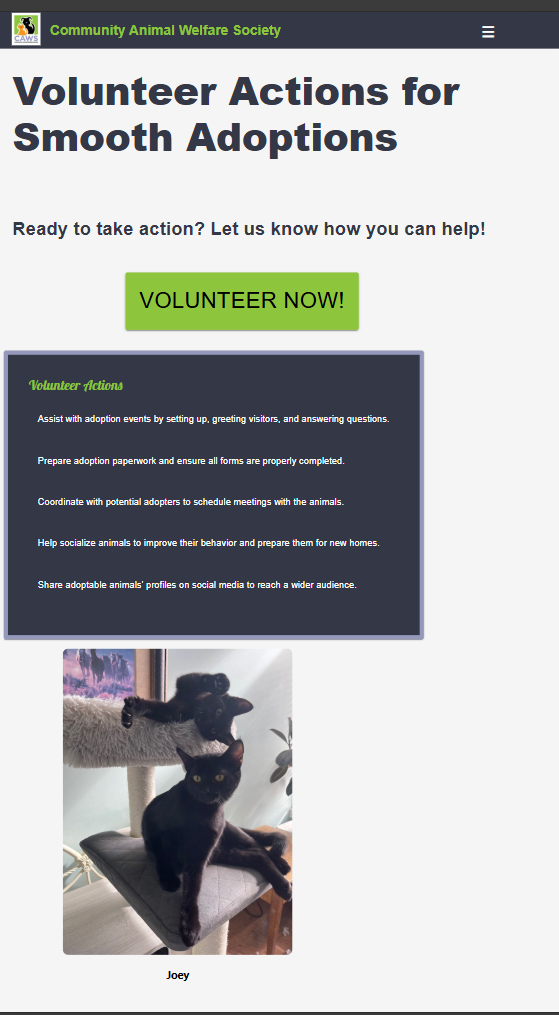 CAWS
Community Animal Welfare Society
Volunteer Actions for
Smooth Adoptions
Ready to take action? Let us know how you can help!
VOLUNTEER NOW!
Volunteer Actions
Assist with adoption events by setting up, greeting visitors, and answering questions.
Prepare adoption paperwork and ensure all forms are properly completed.
Coordinate with potential adopters to schedule meetings with the animals.
Help socialize animals to improve their behavior and prepare them for new homes.
Share adoptable animals' profiles on social media to reach a wider audience.
Joey